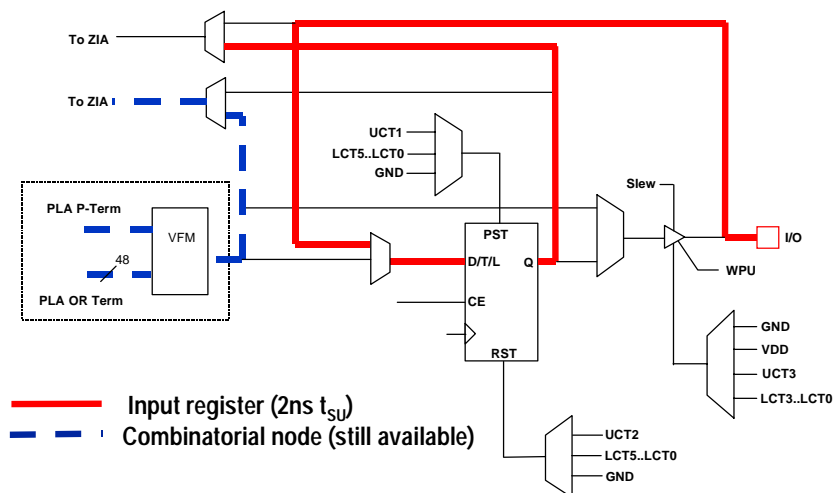 To ZIA
To ZIA
UCT1
LCT5..LCT0
GND
Slew
PLA P-Term
VFM
48
PLA OR Term
PST
D/T/L
Q
CE
RST
I/O
WPU
GND
VDD
UCT3
LCT3..LCT0
UCT2
LCT5..LCT0
GND
Input register (2ns tSU)
Combinatorial node (still available)